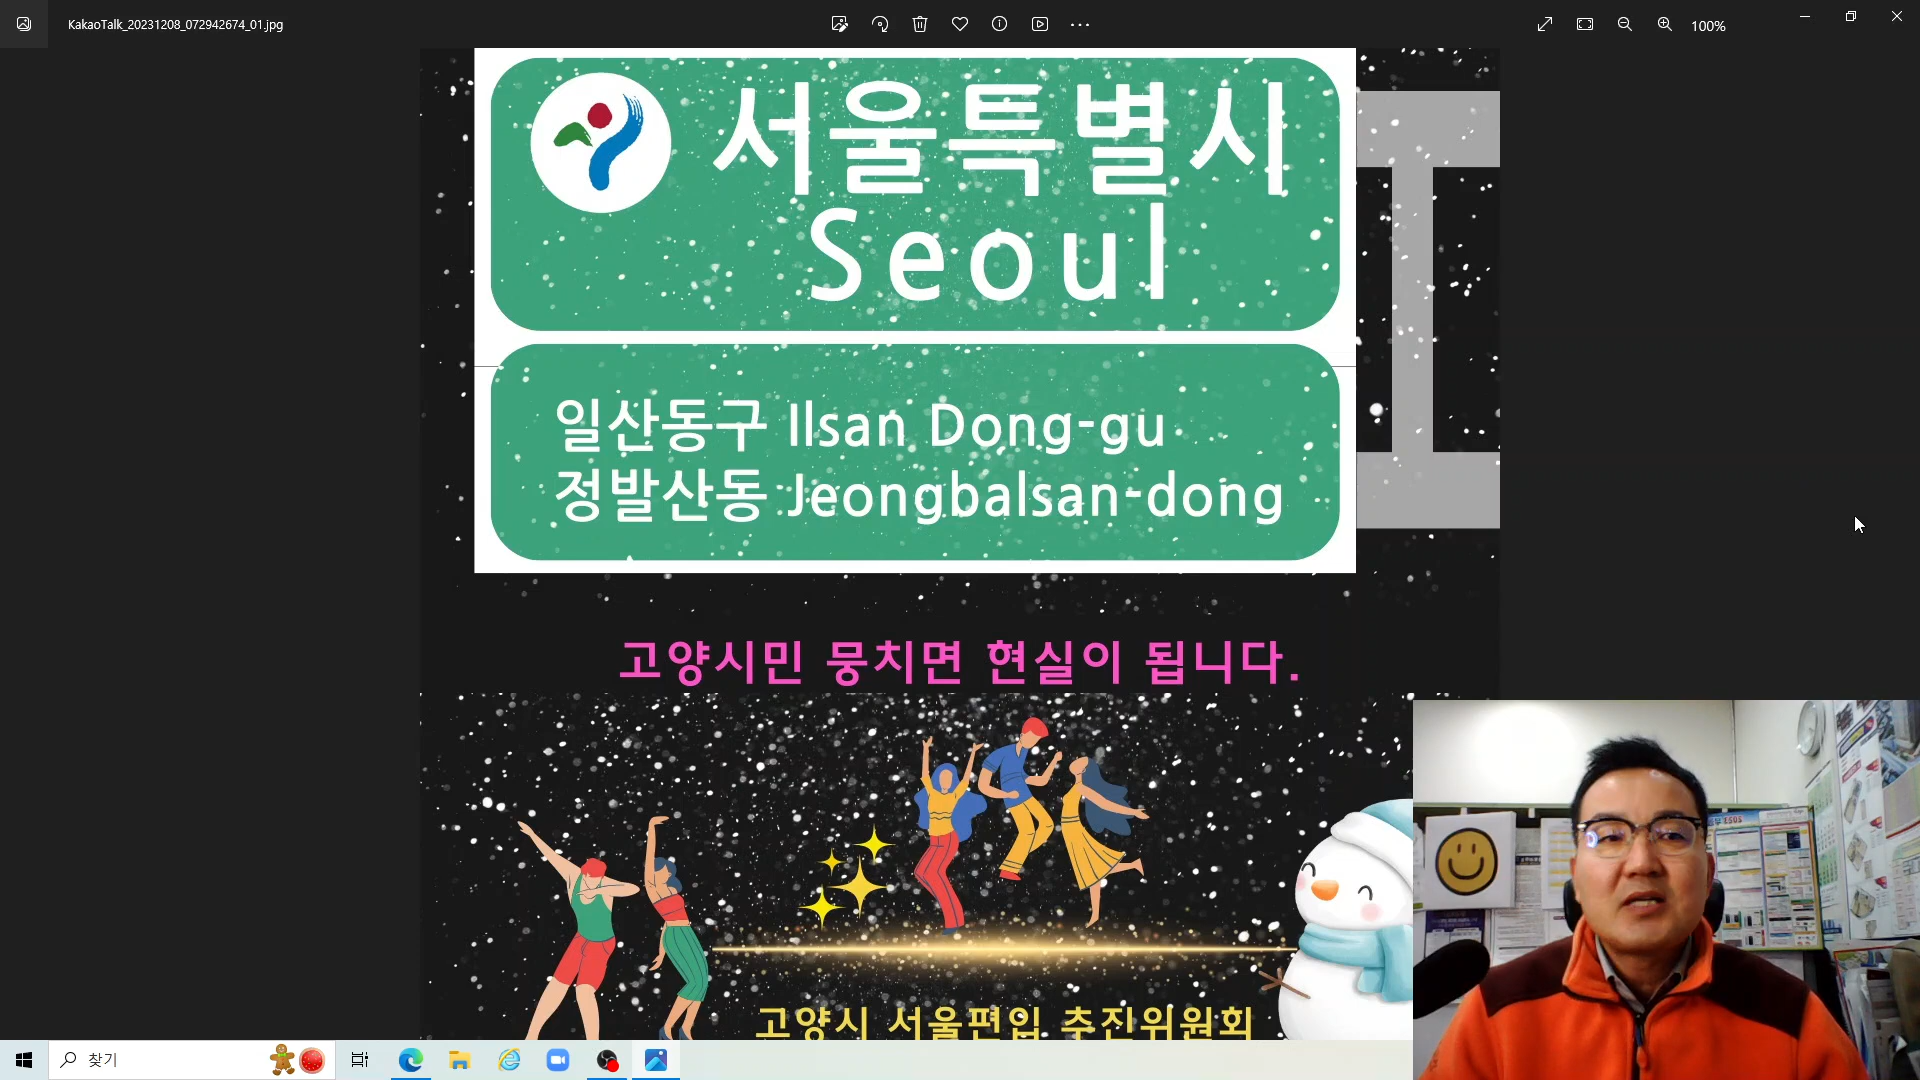 KakaoTalk_20231208_072942674_01.jpg
100%
서울특별시
Seoul
일산동구 Ilsan Dong-gu
정발산동 Jeongbalsan-dong
고양시민 뭉치면 현실이 됩니다.
고양시 서울편입 추진위원회
찾기